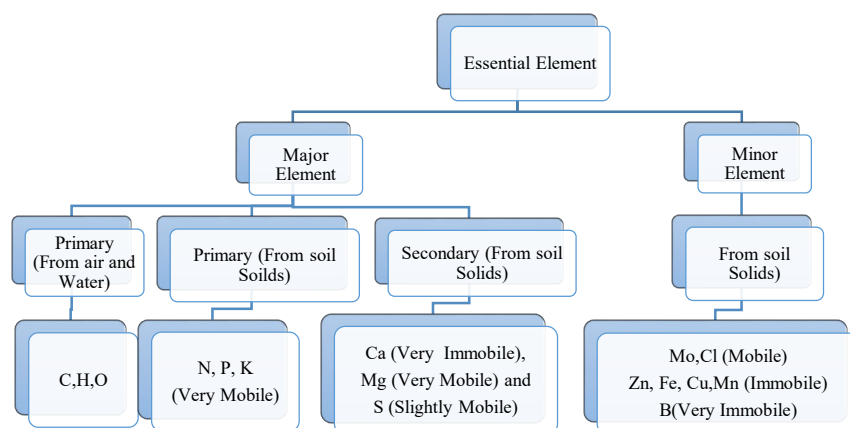 Essential Element
Major
Element
Minor
Element
Primary
(From air and
Water)
Primary (From soil
Soilds)
Secondary (From soil
Solids)
From soil
Solids)
C,H,O
N, P, K
(Very Mobile)
Ca (Very Immobile),
Mg (Very Mobile) and
S (Slightly Mobile)
Mo,Cl (Mobile)
Zn, Fe, Cu,Mn (Immobile)
B(Very Immobile)